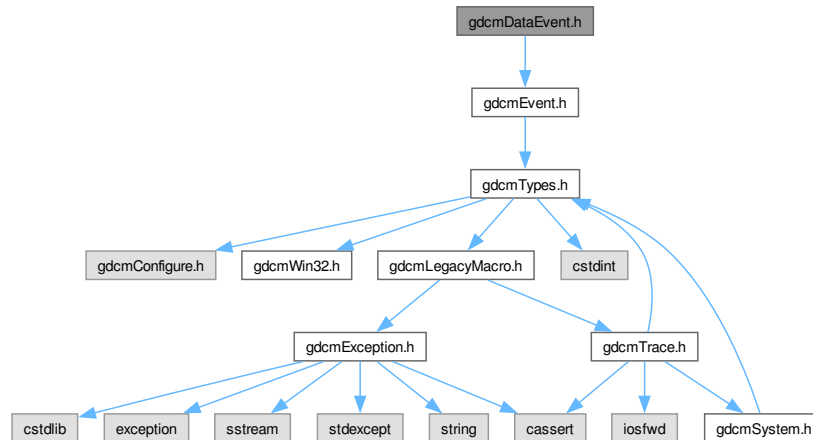 gdcmDataEvent.h
gdcmEvent.h
gdcmTypes.h
gdcmConfigure.h
gdcmWin32.h
gdcmLegacyMacro.h
cstdint
gdcmException.h
gdcmTrace.h
cstdlib
exception
sstream
stdexcept
string
cassert
iosfwd
gdcmSystem.h